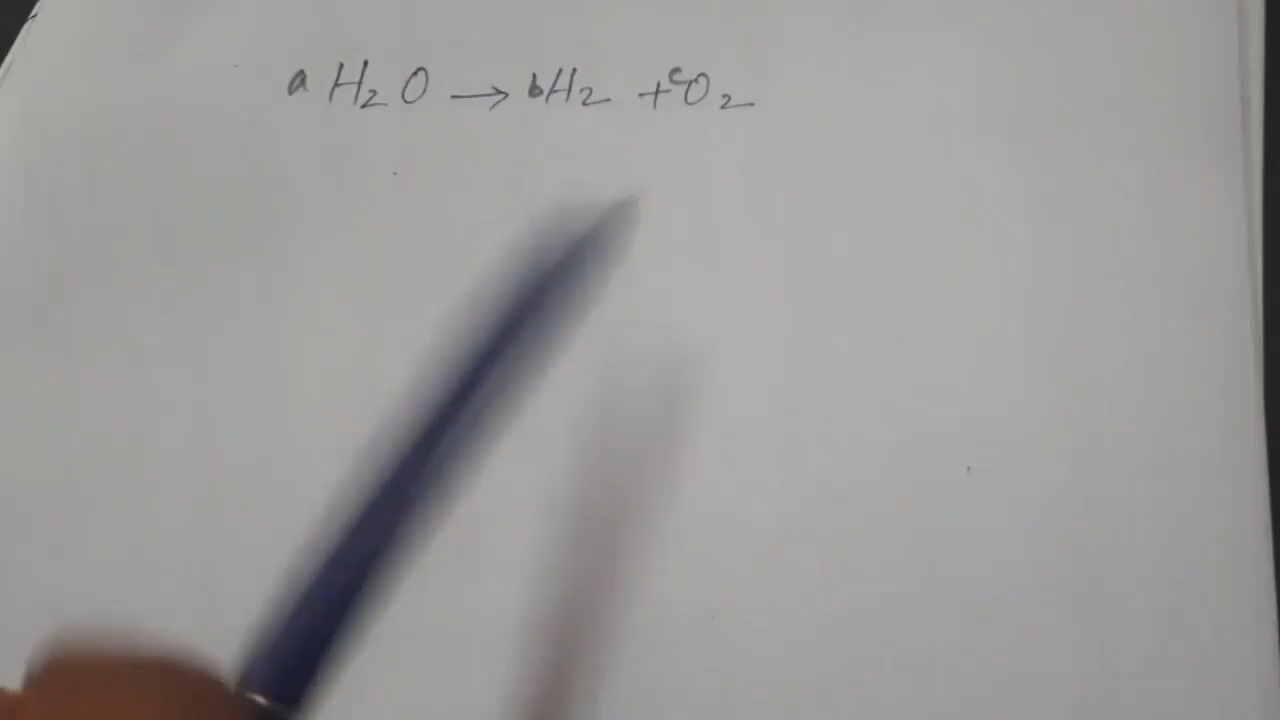 a H₂O → bH₂ + cO₂